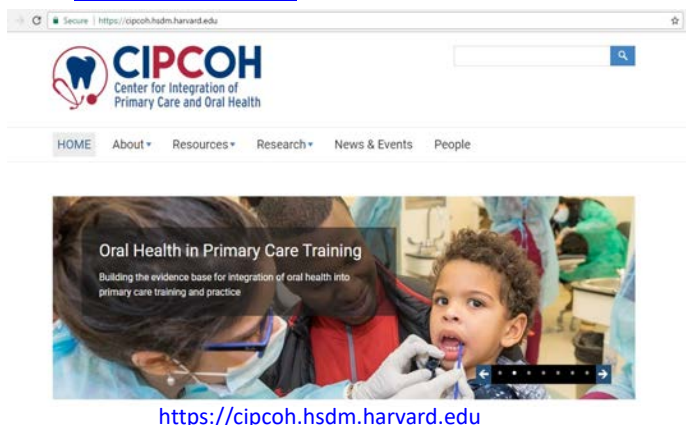 Secure | https://cipcoh.hsdm.harvard.edu
CIPCOH
Center for Integration of
Primary Care and Oral Health
HOME About Resources Research News & Events People
Oral Health in Primary Care Training
Building the evidence base for integration of oral health into
primary care training and practice
https://cipcoh.hsdm.harvard.edu